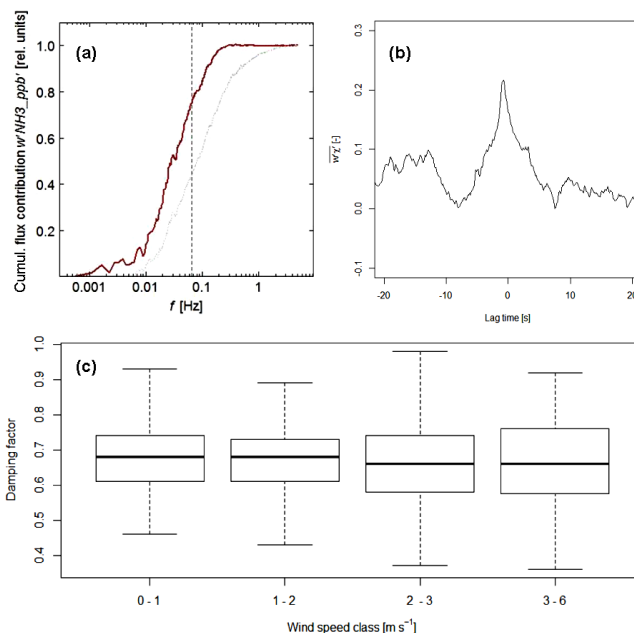 (a)
Cumul. flux contribution w'NH3_ppb' [rel. units]
1.0
0.8
0.6
0.4
0.2
0.001
0.01
0.1
1
f [Hz]
(b)
w'χ' [-]
0.3
0.2
0.1
0.0
-0.1
-20
-10
0
10
20
Lag time [s]
(c)
Damping factor
1.0
0.9
0.8
0.7
0.6
0.5
0.4
0 - 1
1 - 2
2 - 3
3 - 6
Wind speed class [m s⁻¹]